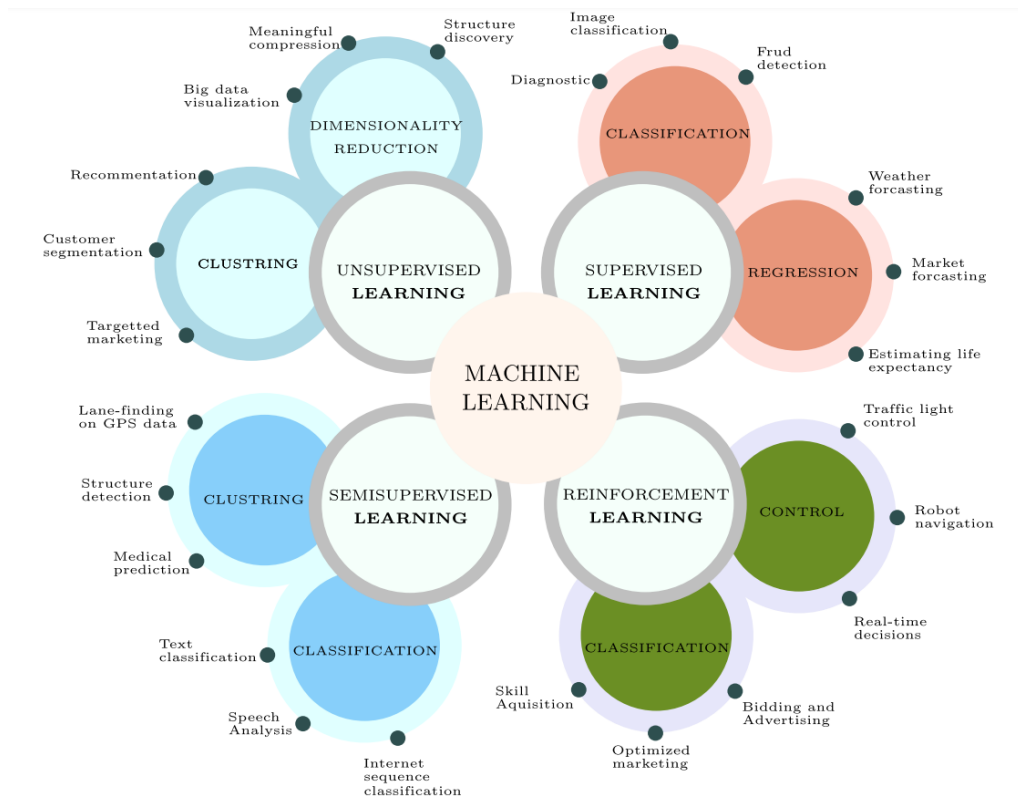 Meaningful
compression
Structure
discovery
Big data
visualization
DIMENSIONALITY
REDUCTION
Recommentation
Customer
segmentation
Targetted
marketing
CLUSTRING
UNSUPERVISED
LEARNING
Image
classification
Diagnostic
Frud
detection
CLASSIFICATION
Weather
forcasting
Market
forcasting
Estimating life
expectancy
REGRESSION
SUPERVISED
LEARNING
MACHINE
LEARNING
Lane-finding
on GPS data
Structure
detection
Medical
prediction
CLUSTRING
SEMISUPERVISED
LEARNING
Text
classification
Speech
Analysis
Internet
sequence
classification
CLASSIFICATION
REINFORCEMENT
LEARNING
Traffic light
control
CONTROL
Robot
navigation
Real-time
decisions
CLASSIFICATION
Skill
Aquisition
Optimized
marketing
Bidding and
Advertising